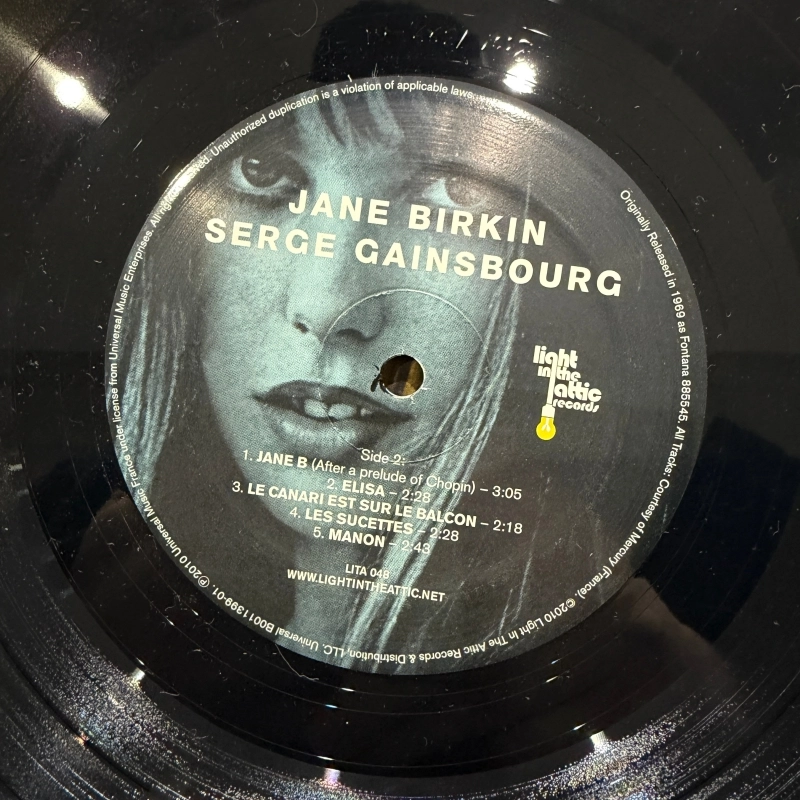 JANE BIRKIN
SERGE GAINSBOURG
light
in the
attic
records
Side 2:
1. JANE B (After a prelude of Chopin) – 3:05
2. ELISA – 2:28
3. LE CANARI EST SUR LE BALCON – 2:18
4. LES SUCETTES – 2:28
5. MANON – 2:43
LITA 048
WWW.LIGHTINTHEATTIC.NET
Originally Released in 1969 as Fontana 885545. All Tracks: Courtesy of Mercury (France). ©2010 Light In The Attic Records & Distribution, LLC. Universal B0011399-01. ℗2010 Universal Music France under license from Universal Music Enterprises. All rights reserved. Unauthorized duplication is a violation of applicable laws.